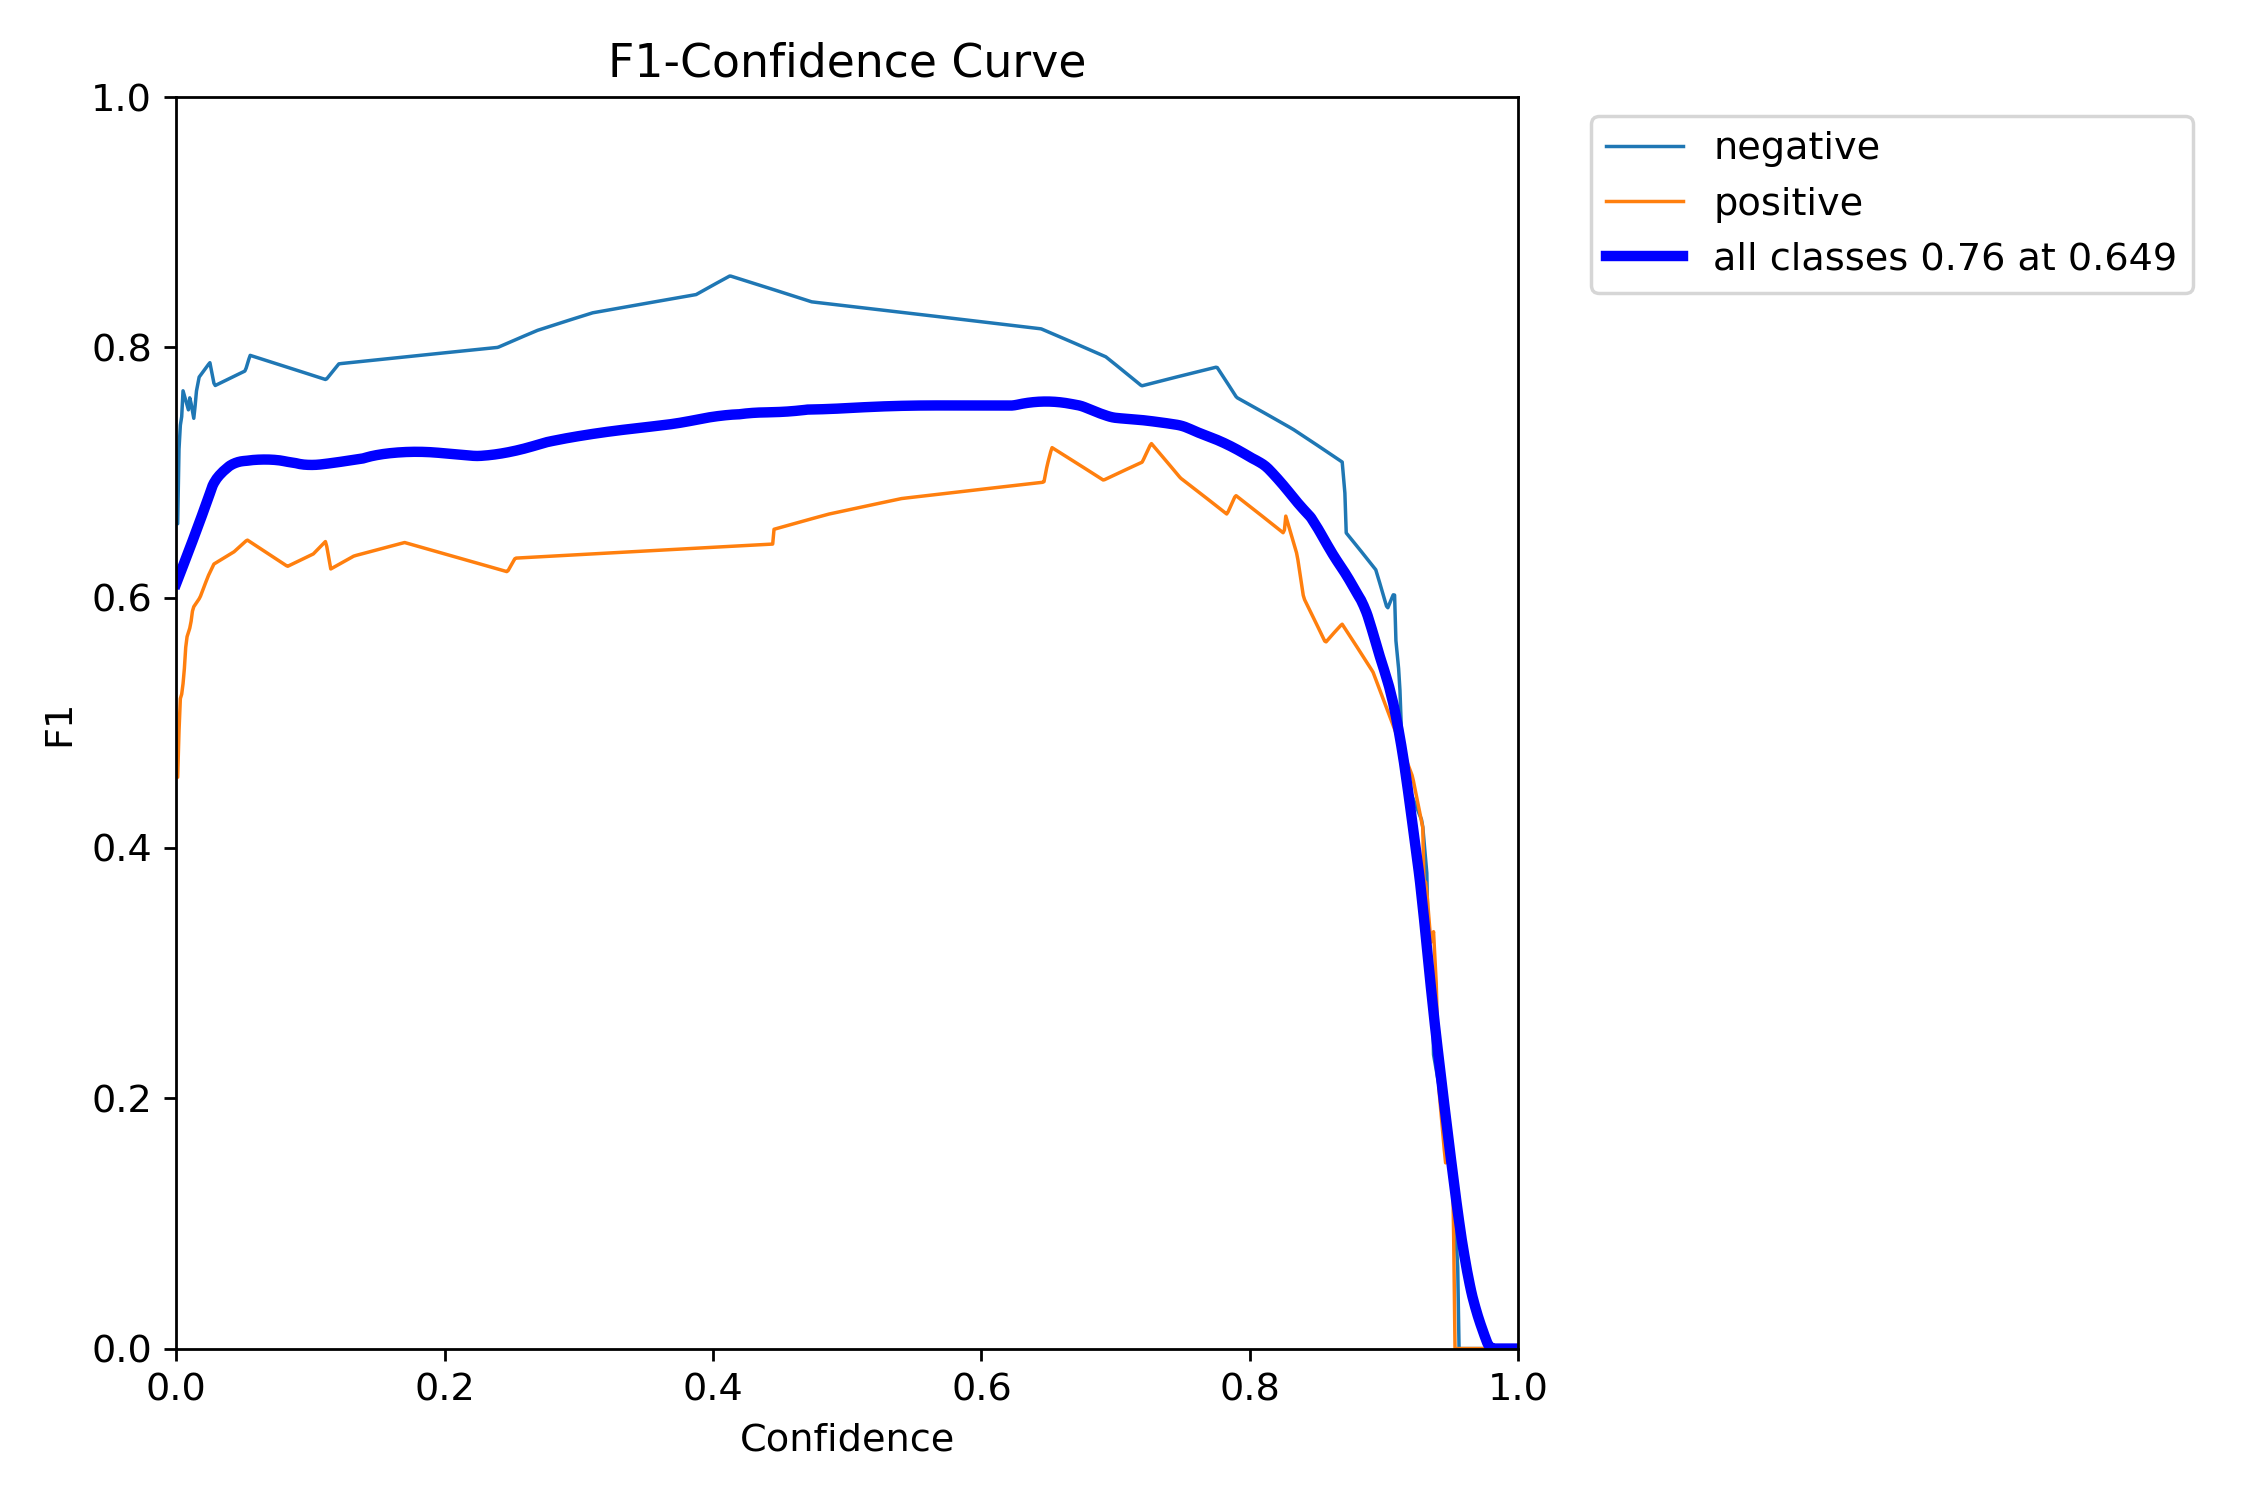 F1-Confidence Curve
1.0
0.8
0.6
0.4
0.2
0.0
F1
0.0 0.2 0.4 0.6 0.8 1.0
Confidence
negative
positive
all classes 0.76 at 0.649